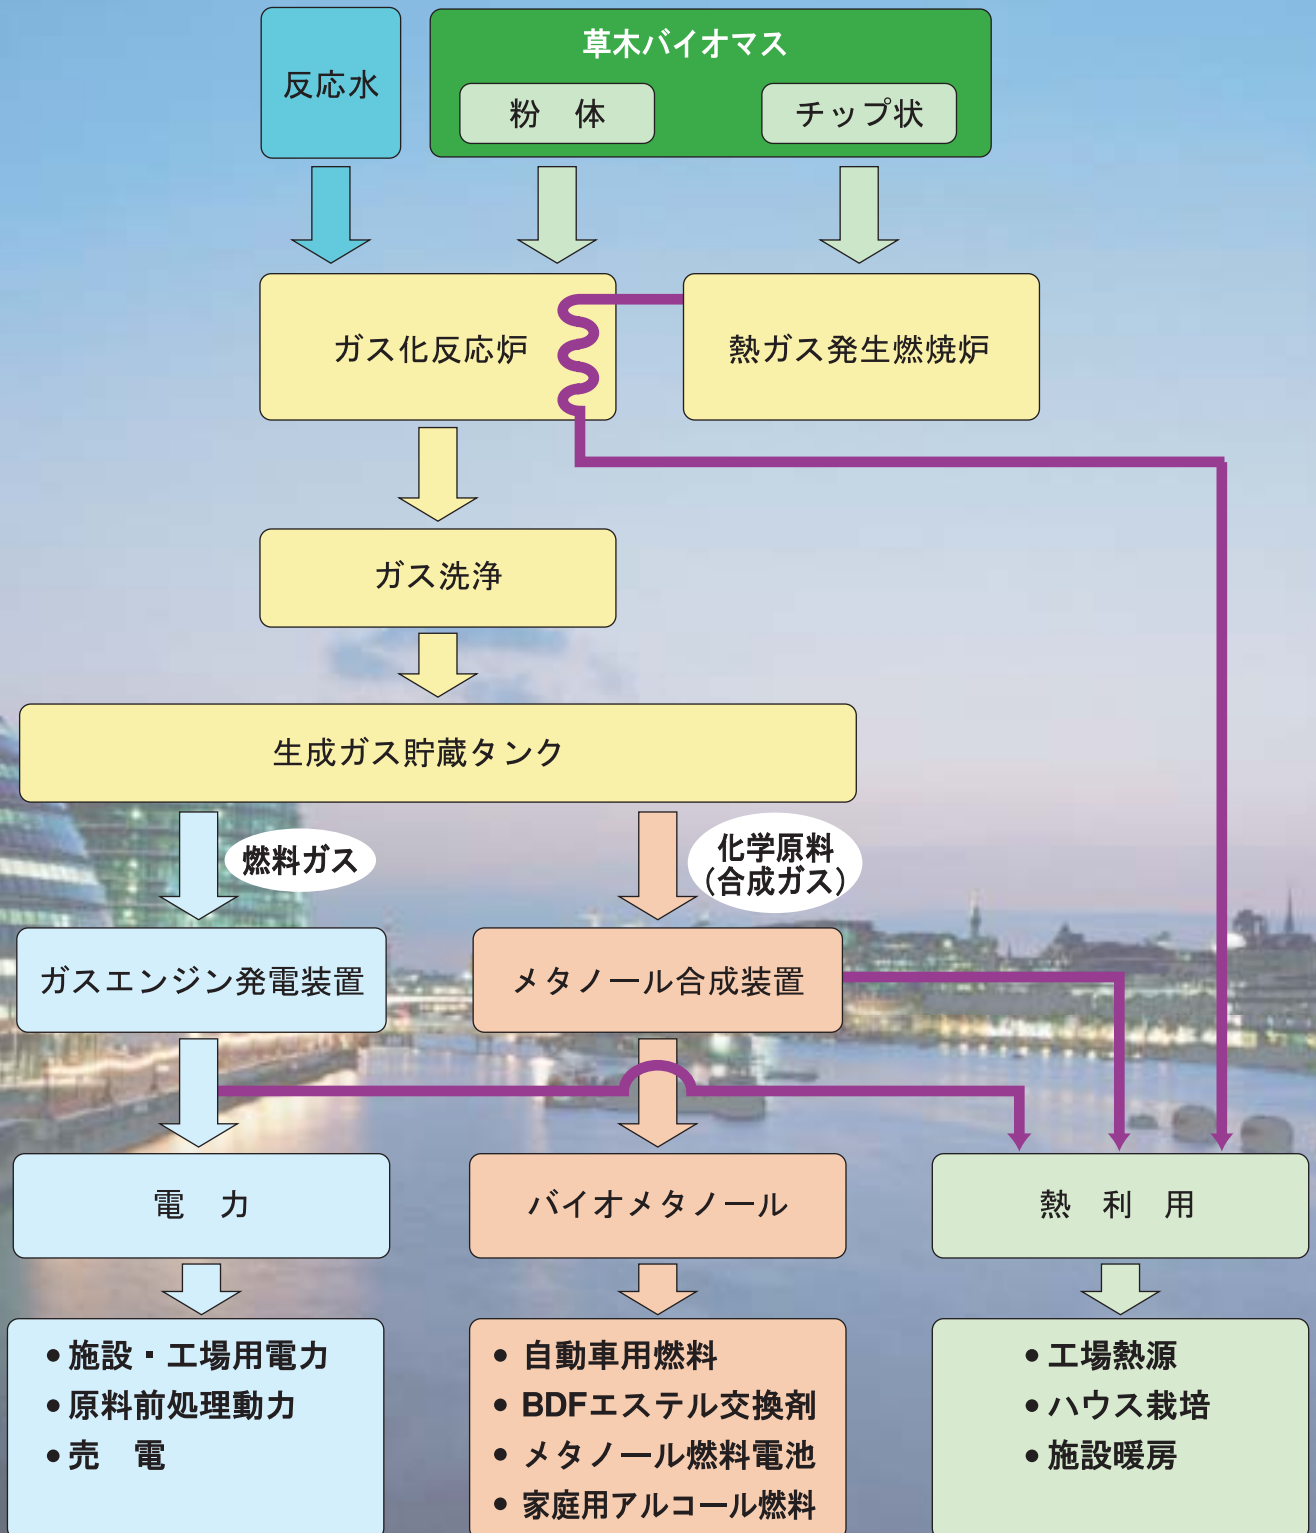 反応水
草木バイオマス
粉　体
チップ状
ガス化反応炉
熱ガス発生燃焼炉
ガス洗浄
生成ガス貯蔵タンク
燃料ガス
化学原料
(合成ガス)
ガスエンジン発電装置
メタノール合成装置
電　力
バイオメタノール
熱　利　用
•施設・工場用電力
•原料前処理動力
•売　電
• 自動車用燃料
• BDFエステル交換剤
• メタノール燃料電池
• 家庭用アルコール燃料
•工場熱源
•ハウス栽培
•施設暖房